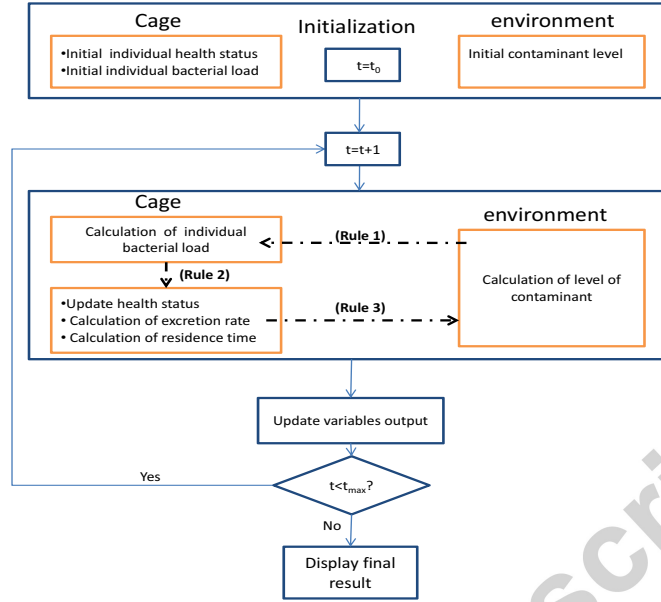 Cage
Initialization
environment
•Initial individual health status
•Initial individual bacterial load
t=t0
Initial contaminant level
t=t+1
Cage
environment
Calculation of individual
bacterial load
(Rule 1)
(Rule 2)
Calculation of level of
contaminant
•Update health status
• Calculation of excretion rate
• Calculation of residence time
(Rule 3)
Update variables output
Yes
t<tmax?
No
Display final
result
scri